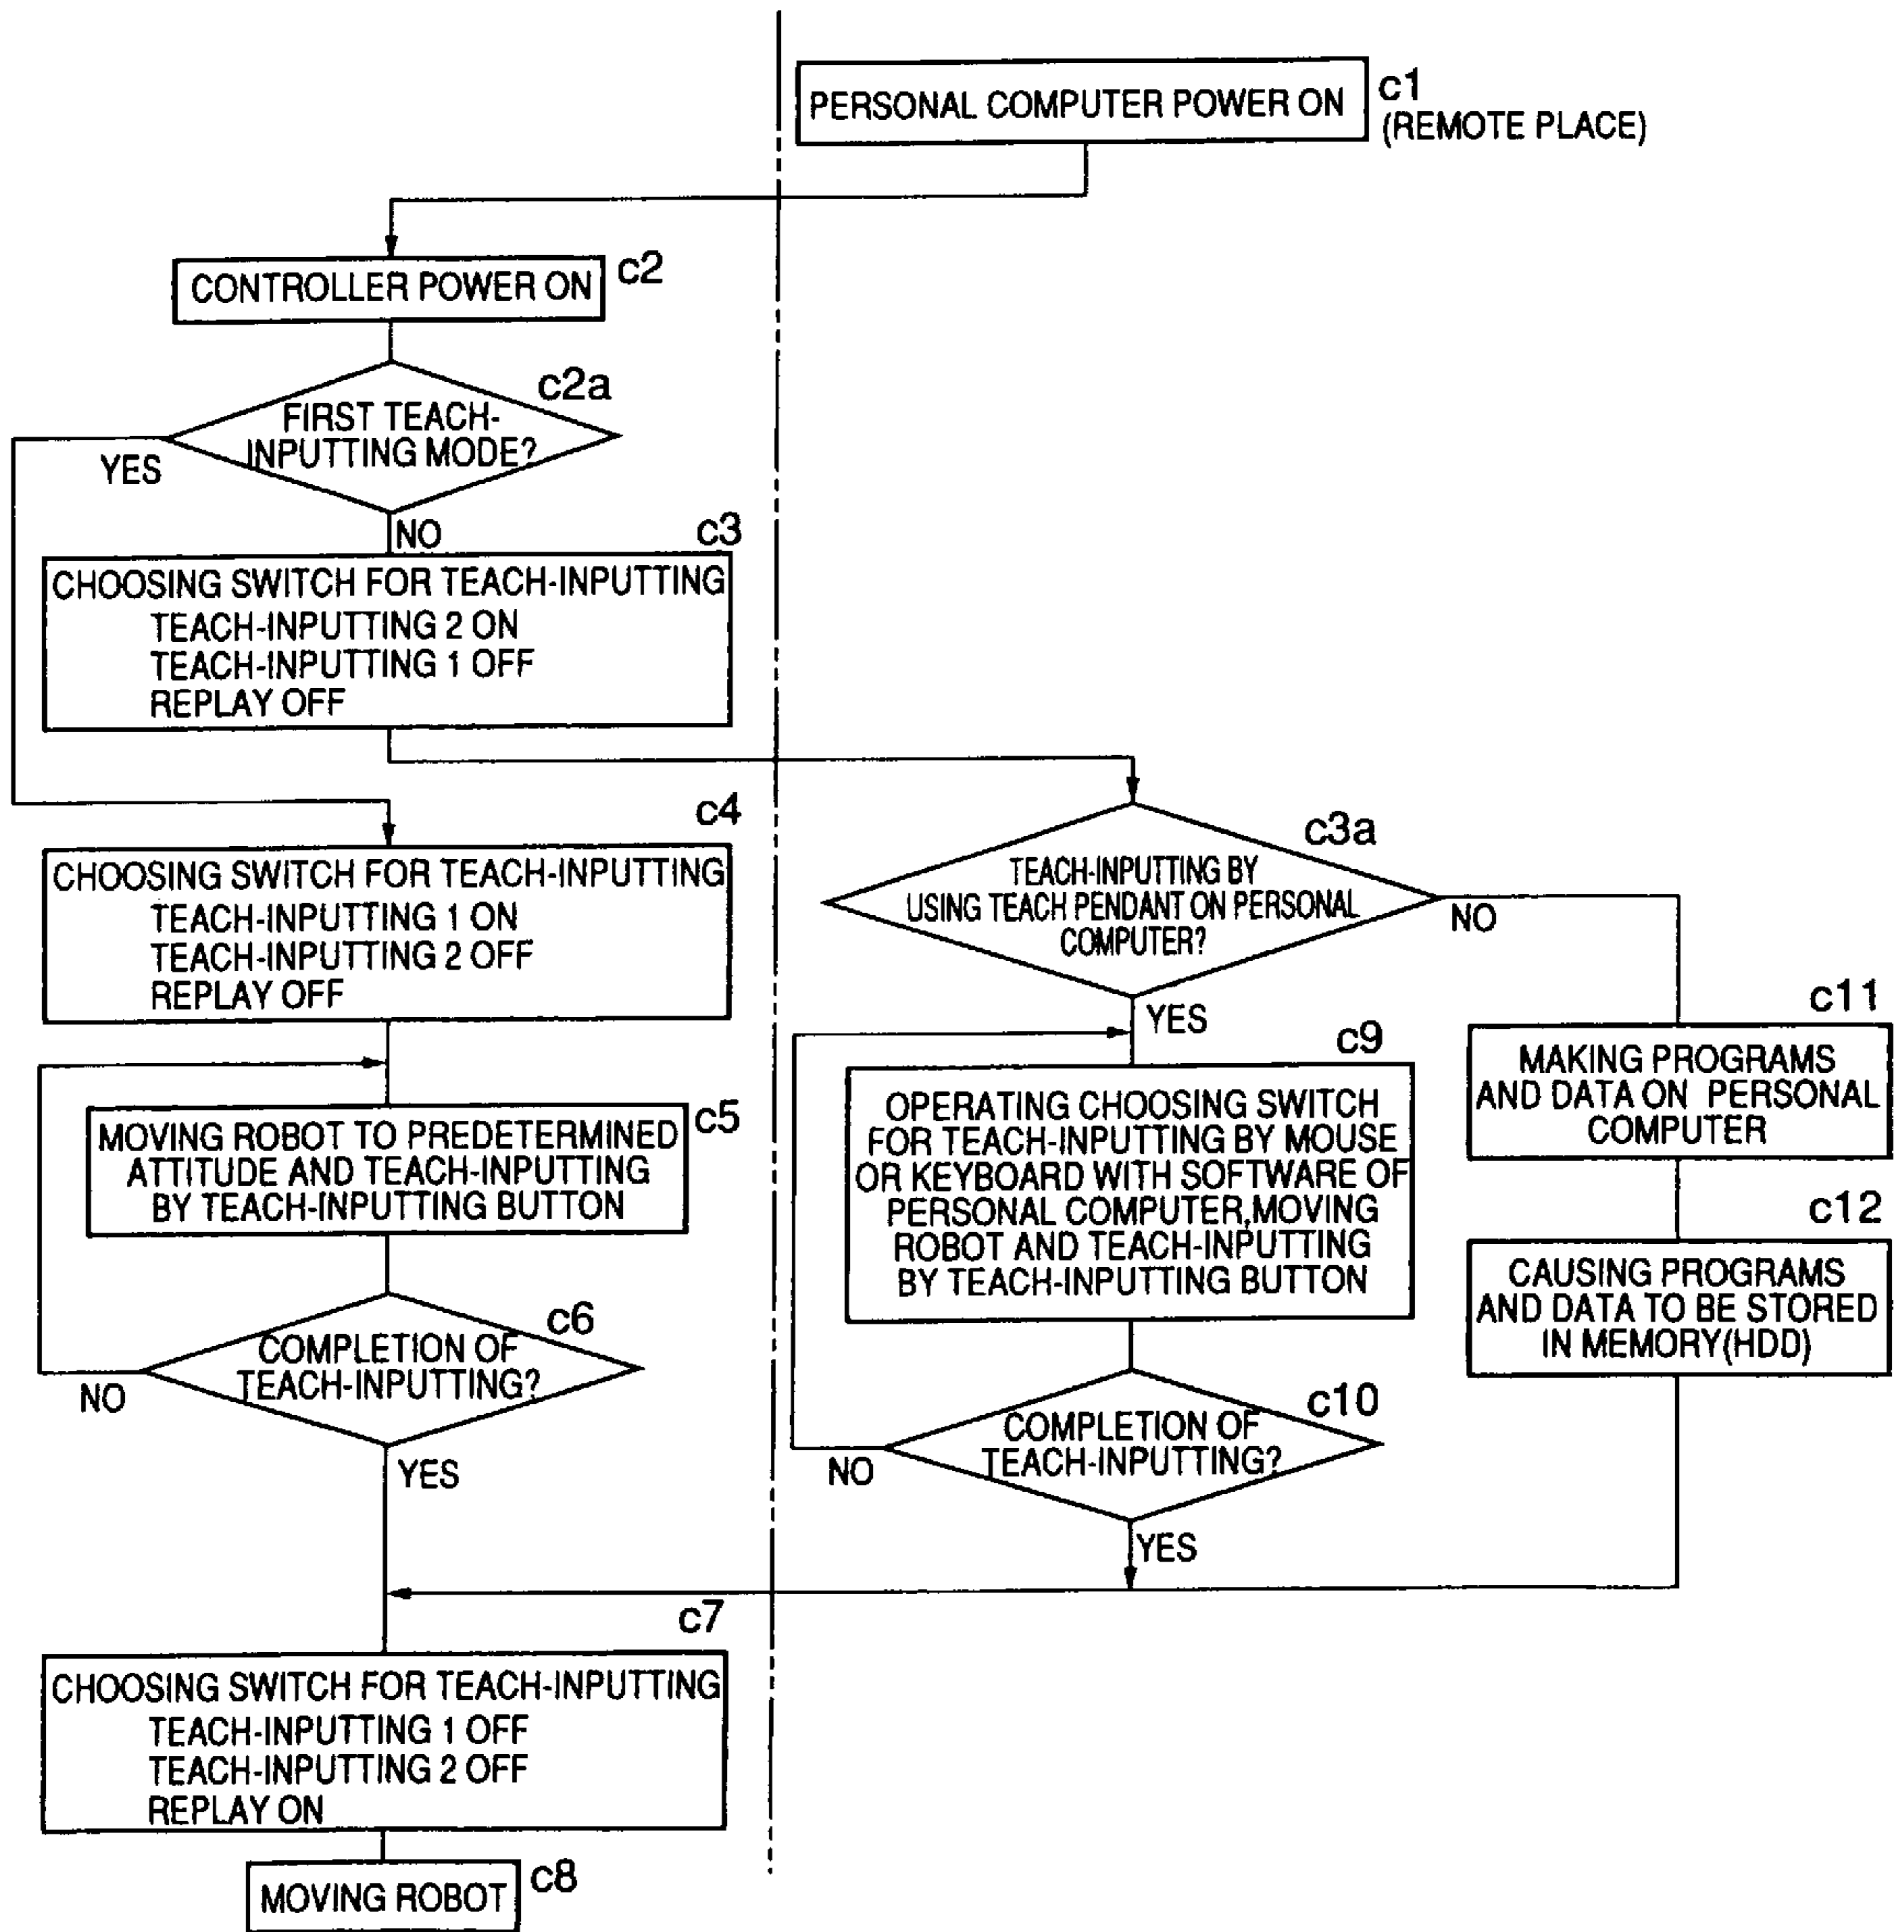 PERSONAL COMPUTER POWER ON
c1
(REMOTE PLACE)
CONTROLLER POWER ON
c2
c2a
FIRST TEACH-
INPUTTING MODE?
YES
NO
c3
CHOOSING SWITCH FOR TEACH-INPUTTING
TEACH-INPUTTING 2 ON
TEACH-INPUTTING 1 OFF
REPLAY OFF
c4
CHOOSING SWITCH FOR TEACH-INPUTTING
TEACH-INPUTTING 1 ON
TEACH-INPUTTING 2 OFF
REPLAY OFF
c5
MOVING ROBOT TO PREDETERMINED
ATTITUDE AND TEACH-INPUTTING
BY TEACH-INPUTTING BUTTON
c6
COMPLETION OF
TEACH-INPUTTING?
NO
YES
c3a
TEACH-INPUTTING BY
USING TEACH PENDANT ON PERSONAL
COMPUTER?
NO
YES
c9
OPERATING CHOOSING SWITCH
FOR TEACH-INPUTTING BY MOUSE
OR KEYBOARD WITH SOFTWARE OF
PERSONAL COMPUTER,MOVING
ROBOT AND TEACH-INPUTTING
BY TEACH-INPUTTING BUTTON
c10
COMPLETION OF
TEACH-INPUTTING?
NO
YES
c11
MAKING PROGRAMS
AND DATA ON PERSONAL
COMPUTER
c12
CAUSING PROGRAMS
AND DATA TO BE STORED
IN MEMORY(HDD)
c7
CHOOSING SWITCH FOR TEACH-INPUTTING
TEACH-INPUTTING 1 OFF
TEACH-INPUTTING 2 OFF
REPLAY ON
MOVING ROBOT
c8